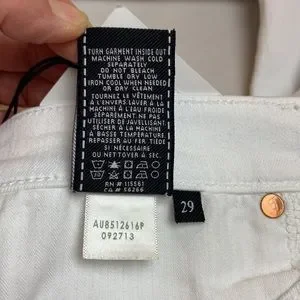 TURN GARMENT INSIDE OUT
MACHINE WASH COLD
SEPARATELY
DO NOT BLEACH
TUMBLE DRY LOW
IRON COOL WHEN NEEDED
OR DRY CLEAN
TOURNEZ LE VÊTEMENT
À L'ENVERS. LAVER À LA
MACHINE À L'EAU FROIDE
SÉPARÉMENT. NE PAS
UTILISER DE JAVELLISANT.
SÉCHER À LA MACHINE
À BASSE TEMPÉRATURE.
REPASSER AU FER TIÈDE
SI NÉCESSAIRE
OU NETTOYER À SEC.
RN # 115561
CA # 56266
29
AU8512616P
092713